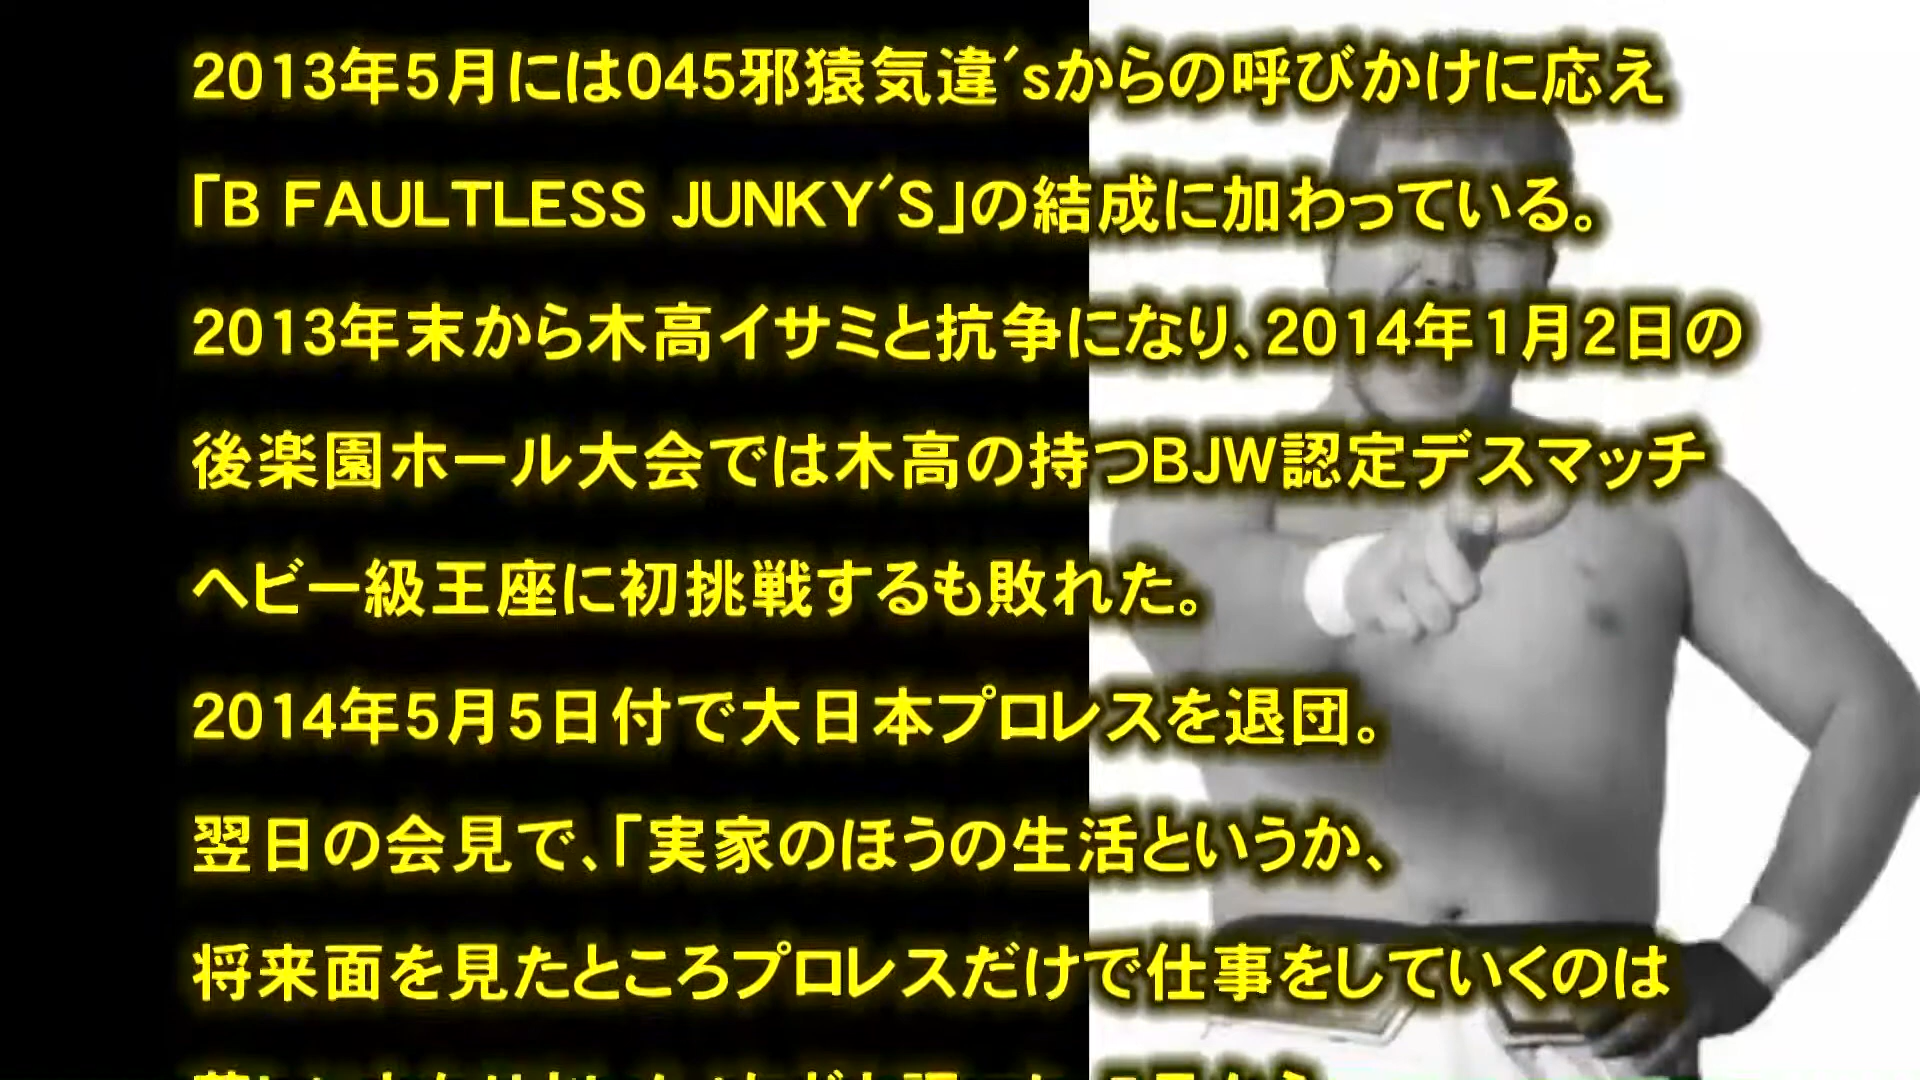 2013年5月には045邪猿気違'sからの呼びかけに応え
「B FAULTLESS JUNKY'S」の結成に加わっている。
2013年末から木高イサミと抗争になり、2014年1月2日の
後楽園ホール大会では木高の持つBJW認定デスマッチ
ヘビー級王座に初挑戦するも敗れた。
2014年5月5日付で大日本プロレスを退団。
翌日の会見で、「実家のほうの生活というか、
将来面を見たところプロレスだけで仕事をしていくのは